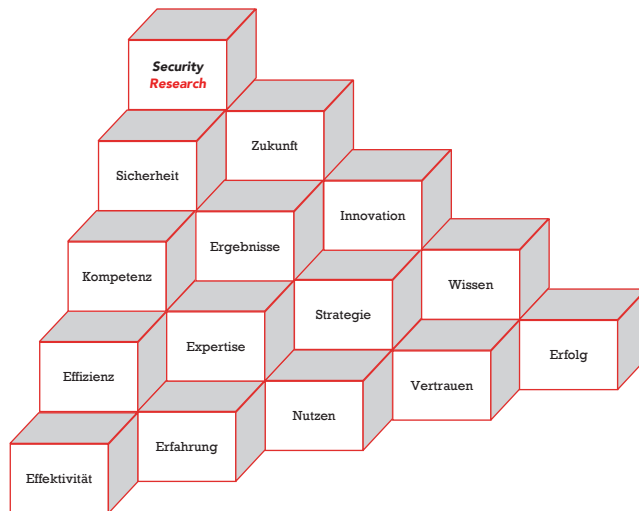 Security
Research
Zukunft
Sicherheit
Innovation
Ergebnisse
Kompetenz
Wissen
Strategie
Expertise
Effizienz
Erfolg
Vertrauen
Nutzen
Erfahrung
Effektivität